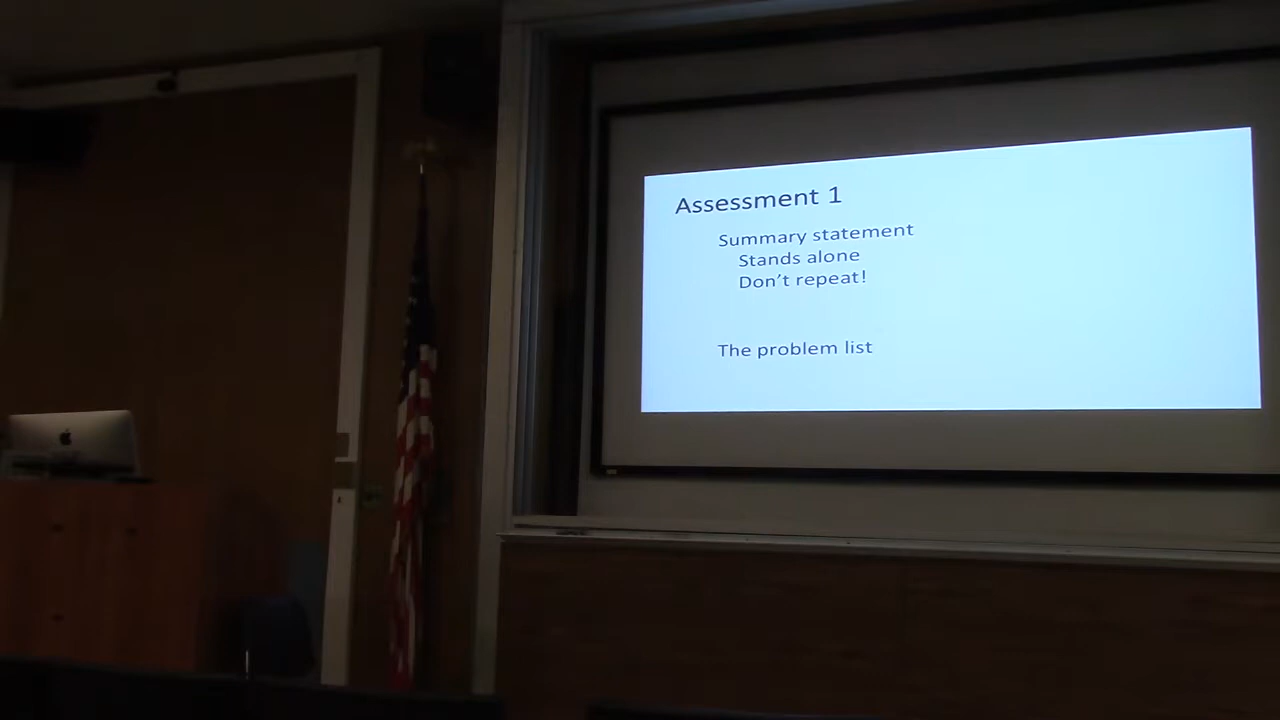 Assessment 1
Summary statement
Stands alone
Don't repeat!
The problem list